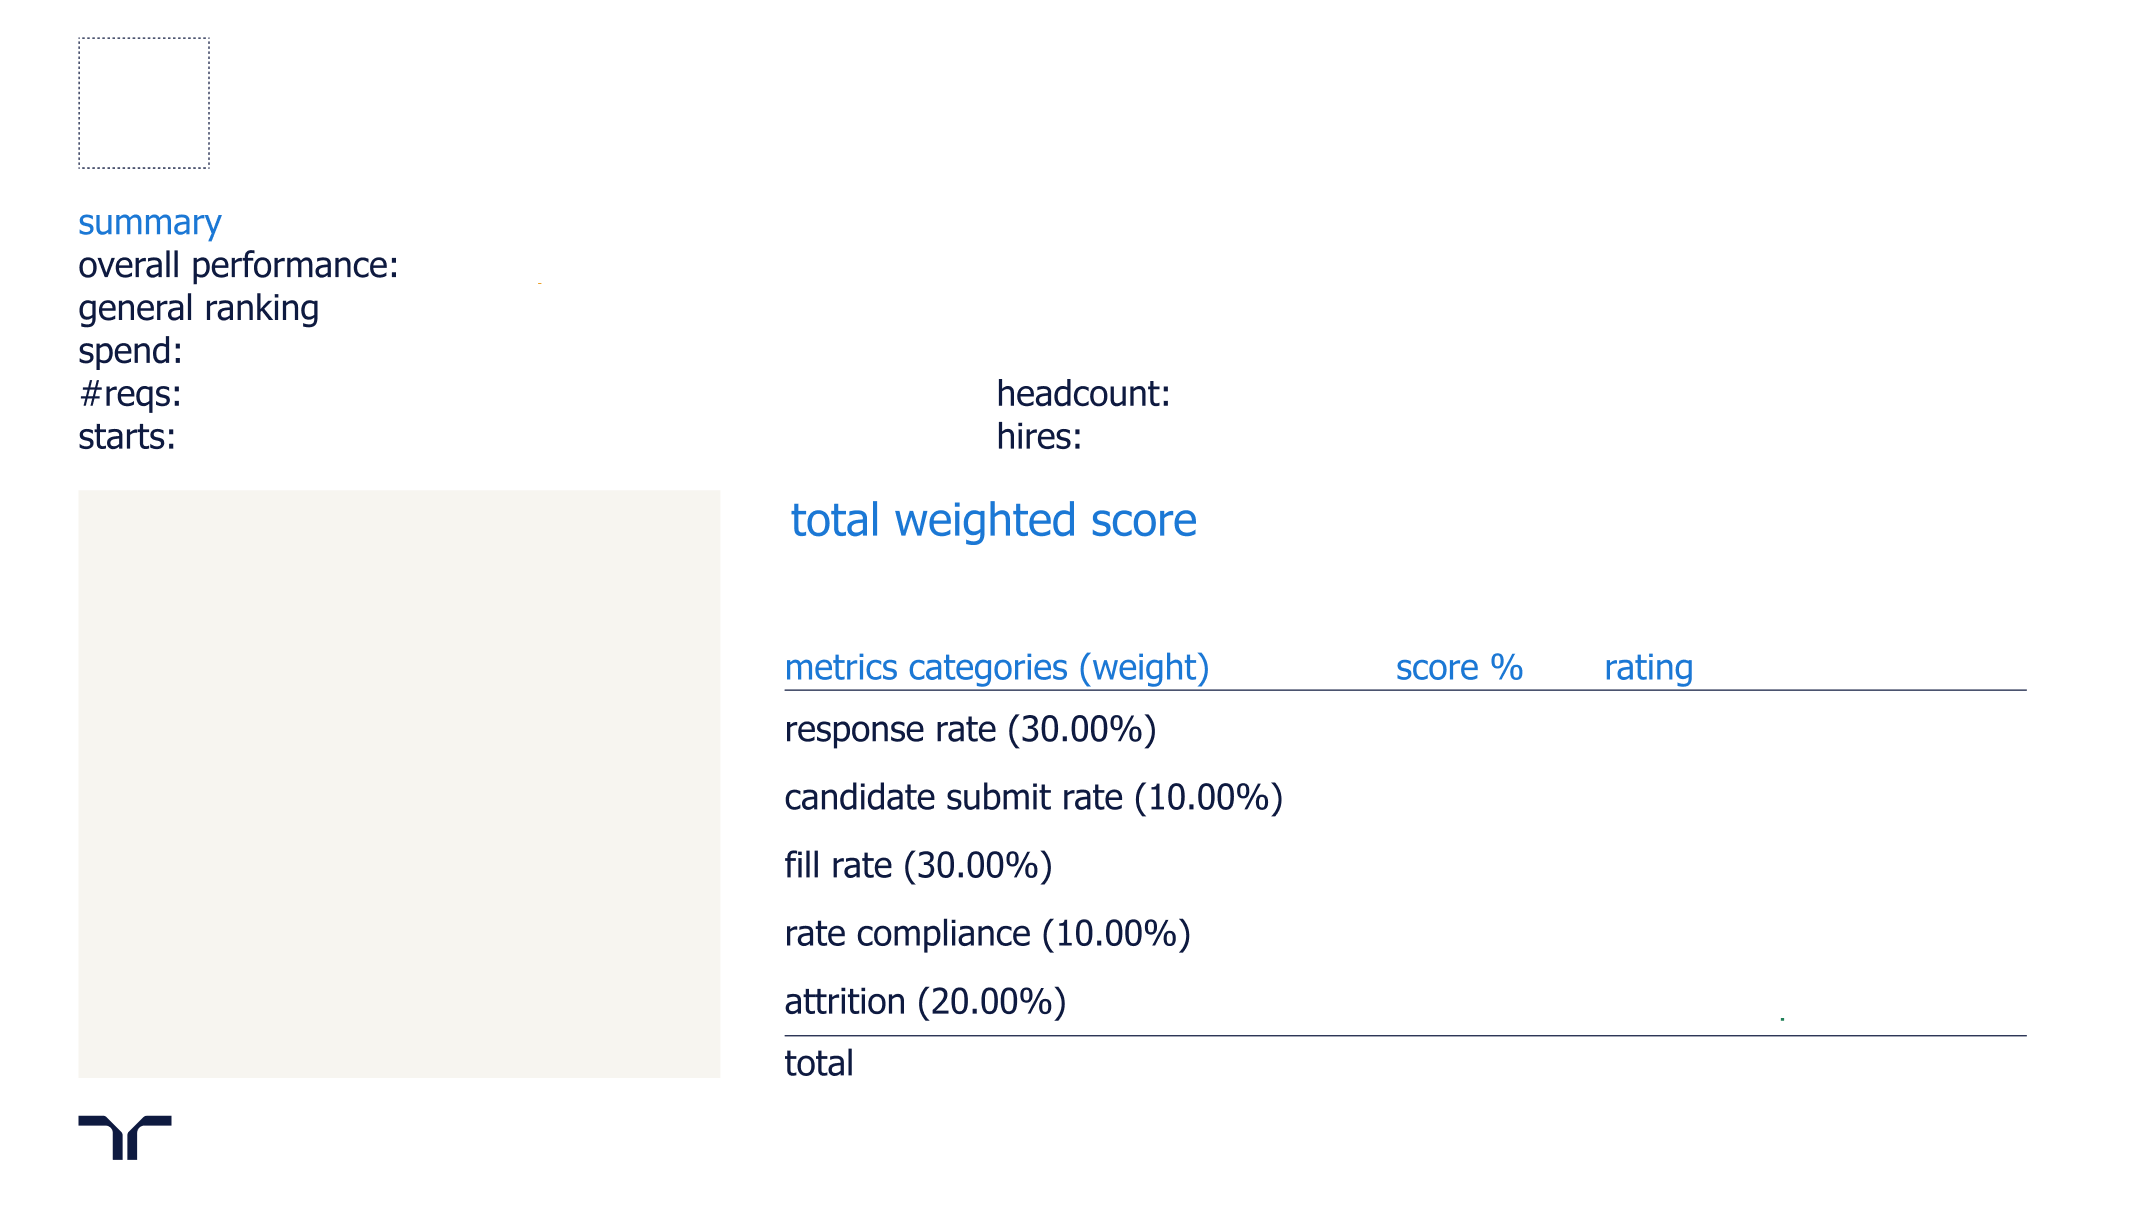 summary
overall performance:
general ranking
spend:
#reqs:
headcount:
starts:
hires:
total weighted score
metrics categories (weight) score % rating
response rate (30.00%)
candidate submit rate (10.00%)
fill rate (30.00%)
rate compliance (10.00%)
attrition (20.00%)
total